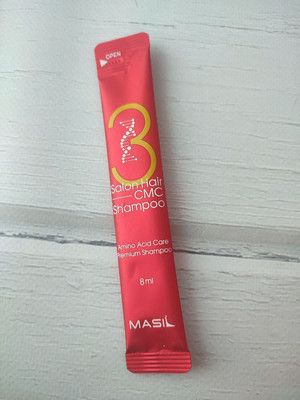 OPEN
3
Salon Hair
CMC
Shampoo
Amino Acid Care
Premium Shampoo
8ml
MASIL